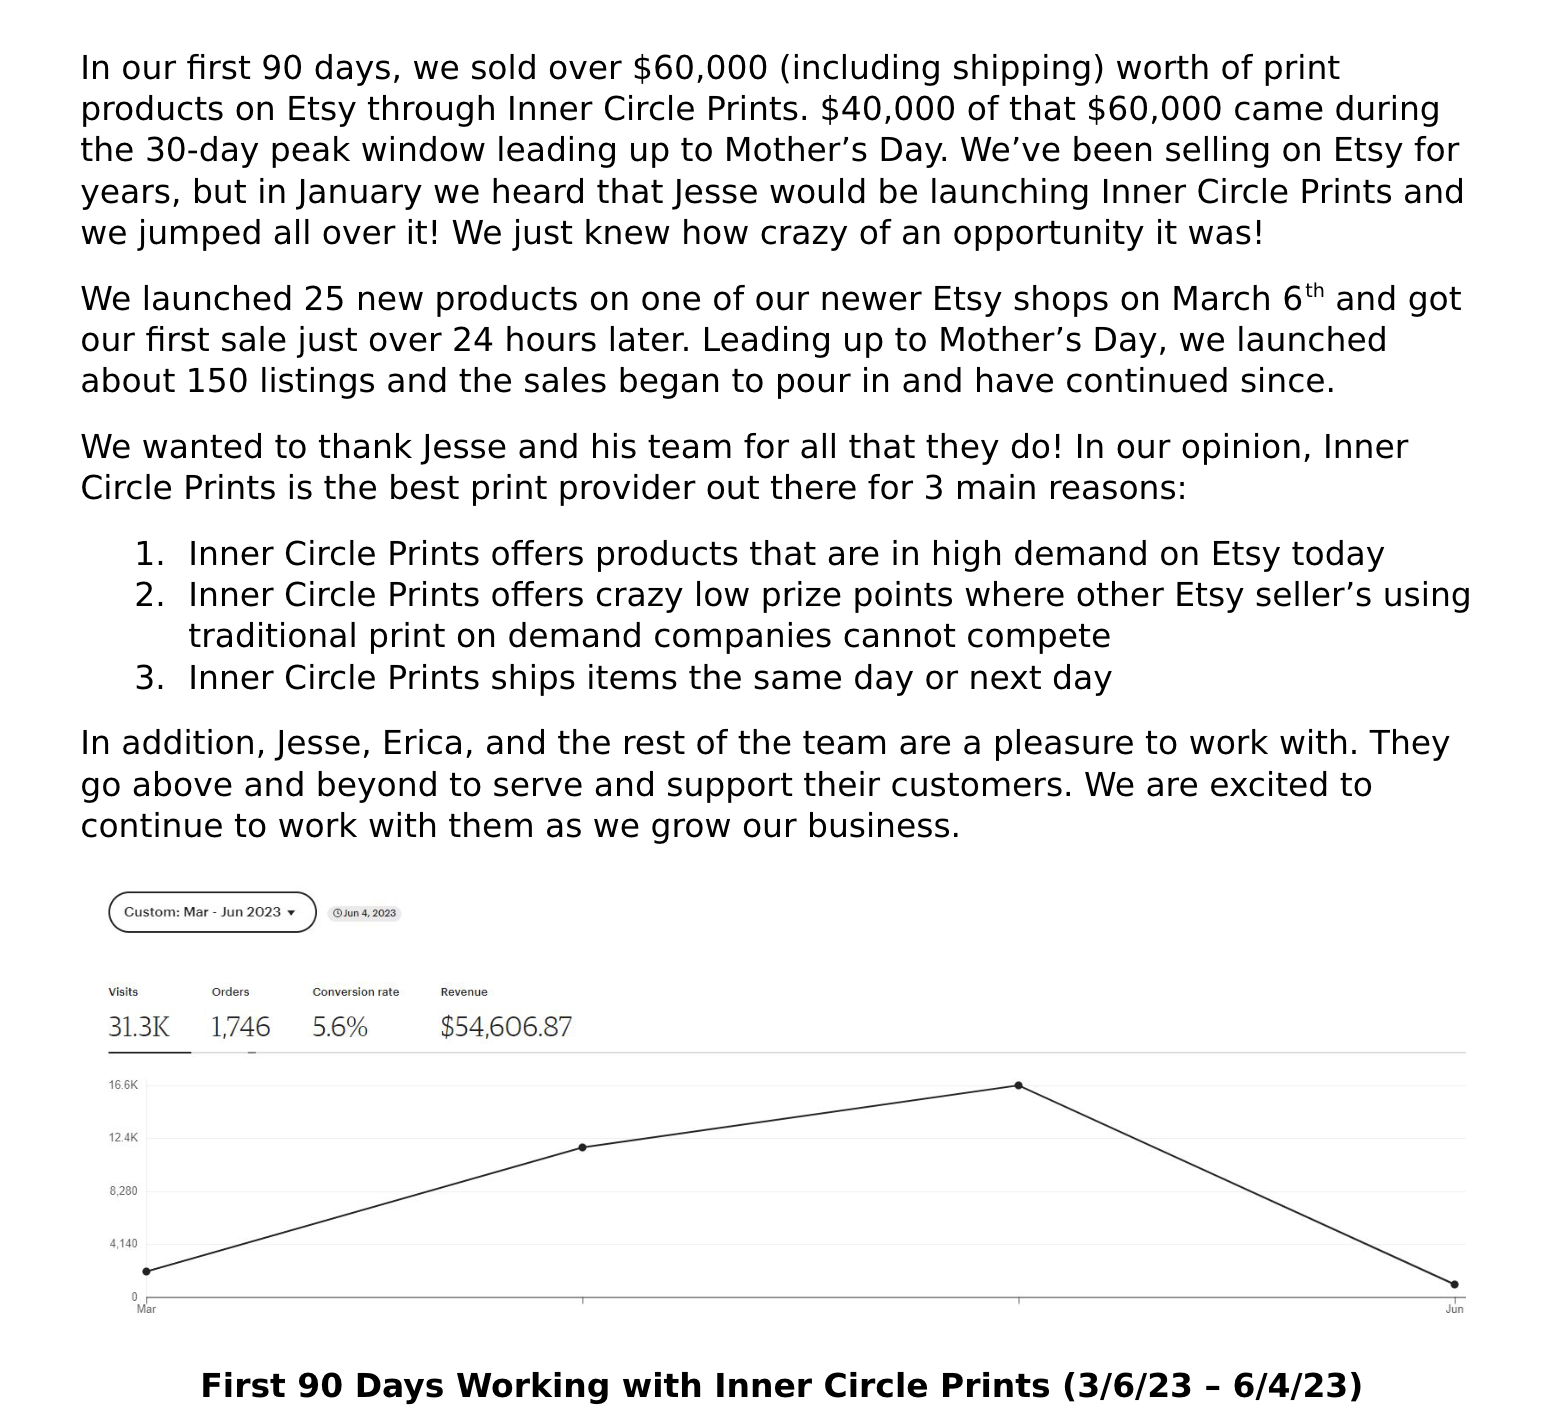 In our first 90 days, we sold over $60,000 (including shipping) worth of print
products on Etsy through Inner Circle Prints. $40,000 of that $60,000 came during
the 30-day peak window leading up to Mother’s Day. We’ve been selling on Etsy for
years, but in January we heard that Jesse would be launching Inner Circle Prints and
we jumped all over it! We just knew how crazy of an opportunity it was!
We launched 25 new products on one of our newer Etsy shops on March 6th and got
our first sale just over 24 hours later. Leading up to Mother’s Day, we launched
about 150 listings and the sales began to pour in and have continued since.
We wanted to thank Jesse and his team for all that they do! In our opinion, Inner
Circle Prints is the best print provider out there for 3 main reasons:
1. Inner Circle Prints offers products that are in high demand on Etsy today
2. Inner Circle Prints offers crazy low prize points where other Etsy seller’s using
traditional print on demand companies cannot compete
3. Inner Circle Prints ships items the same day or next day
In addition, Jesse, Erica, and the rest of the team are a pleasure to work with. They
go above and beyond to serve and support their customers. We are excited to
continue to work with them as we grow our business.
Custom: Mar - Jun 2023 Jun 4, 2023
Visits Orders Conversion rate Revenue
31.3K 1,746 5.6% $54,606.87
16.6K
12.4K
8,280
4,140
0
Mar Jun
First 90 Days Working with Inner Circle Prints (3/6/23 – 6/4/23)